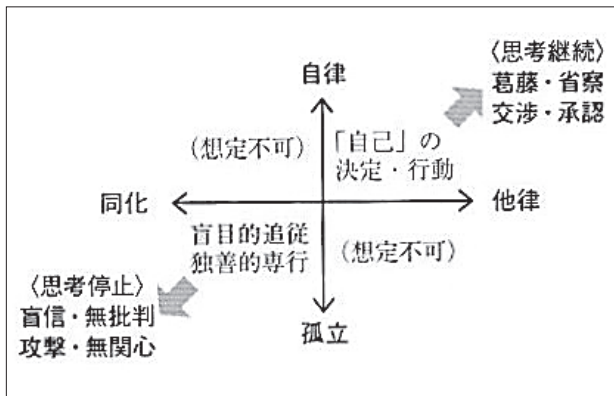 〈思考継続〉
葛藤・省察
交渉・承認
自律
(想定不可)
「自己」の
決定・行動
同化
他律
盲目的追従
独善的専行
(想定不可)
〈思考停止〉
盲信・無批判
攻撃・無関心
孤立